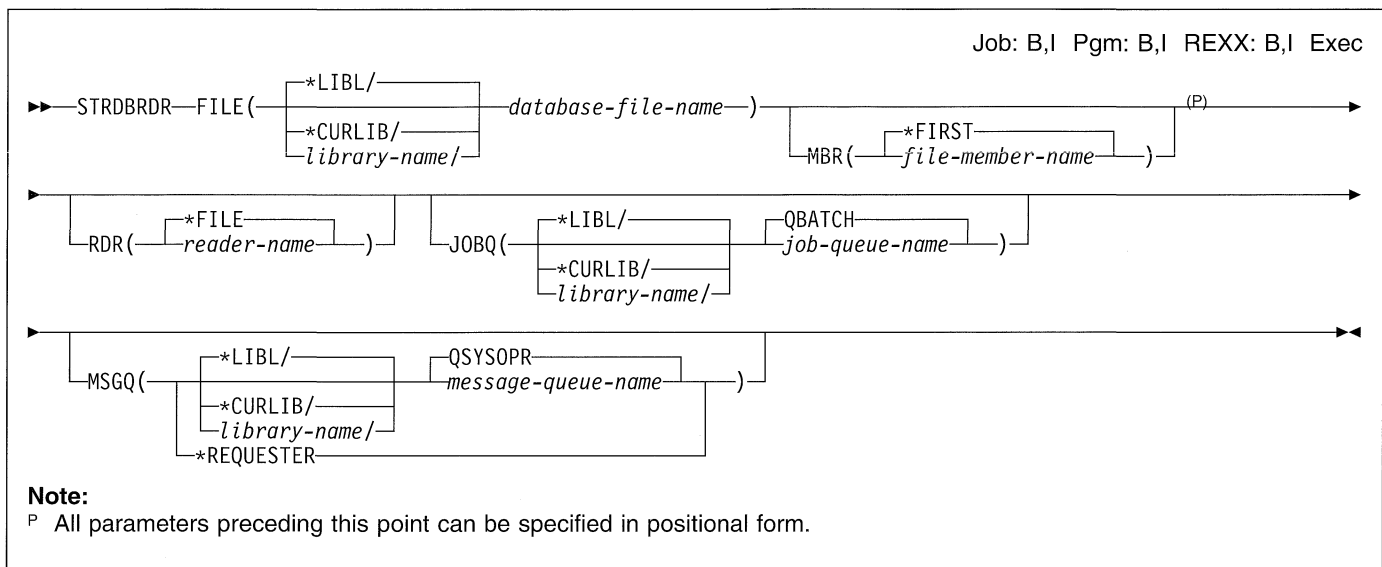 Job: B,I Pgm: B,I REXX: B,I Exec
*LIBL/
STRDBRDR FILE( database-file-name ) (P)
*CURLIB/
library-name/
*FIRST
MBR( file-member-name )
*FILE
RDR( reader-name )
*LIBL/ QBATCH
JOBQ( job-queue-name )
*CURLIB/
library-name/
*LIBL/ QSYSOPR
MSGQ( message-queue-name )
*CURLIB/
library-name/
*REQUESTER
Note:
P All parameters preceding this point can be specified in positional form.